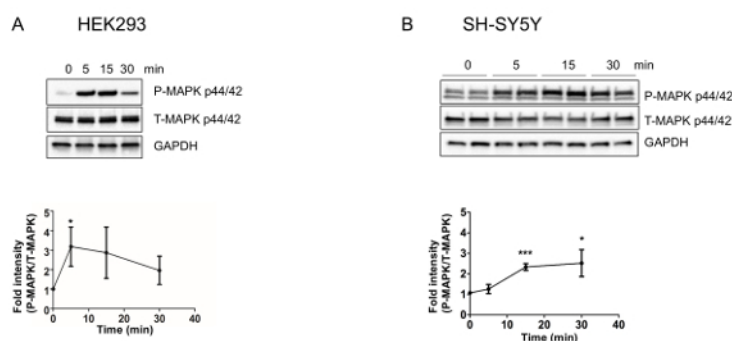 A HEK293
0 5 15 30 min
P-MAPK p44/42
T-MAPK p44/42
GAPDH
Fold intensity
(P-MAPK/T-MAPK)
5
4
3
2
1
0
*
0 10 20 30 40
Time (min)
B SH-SY5Y
0 5 15 30 min
P-MAPK p44/42
T-MAPK p44/42
GAPDH
Fold intensity
(P-MAPK/T-MAPK)
5
4
3
2
1
0
*** *
0 10 20 30 40
Time (min)